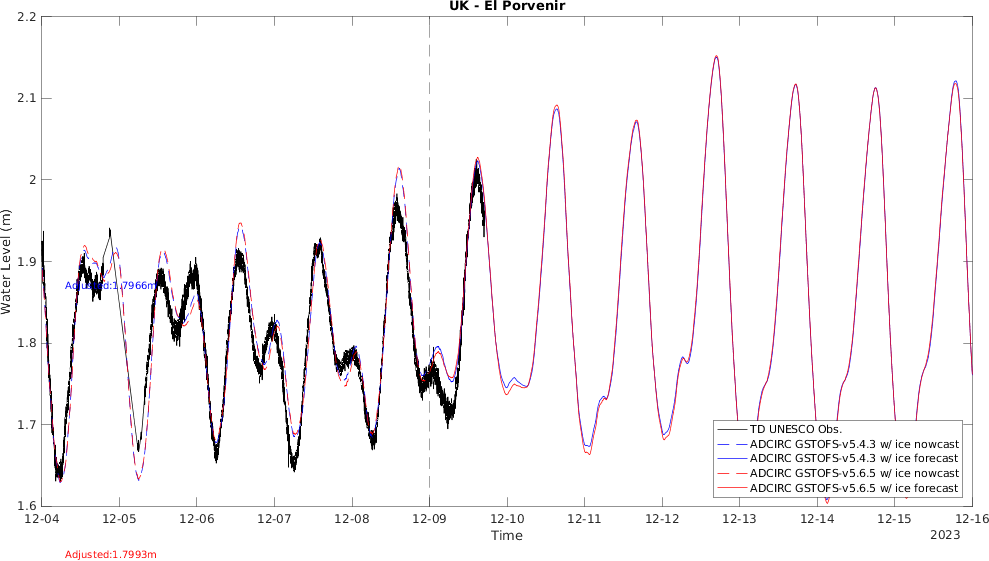 UK - El Porvenir
2.2
2.1
2
1.9
1.8
1.7
1.6
Water Level (m)
Adjusted:1.7966m
TD UNESCO Obs.
ADCIRC GSTOFS-v5.4.3 w/ ice nowcast
ADCIRC GSTOFS-v5.4.3 w/ ice forecast
ADCIRC GSTOFS-v5.6.5 w/ ice nowcast
ADCIRC GSTOFS-v5.6.5 w/ ice forecast
12-04 12-05 12-06 12-07 12-08 12-09 12-10 12-11 12-12 12-13 12-14 12-15 12-16
Time
2023
Adjusted:1.7993m